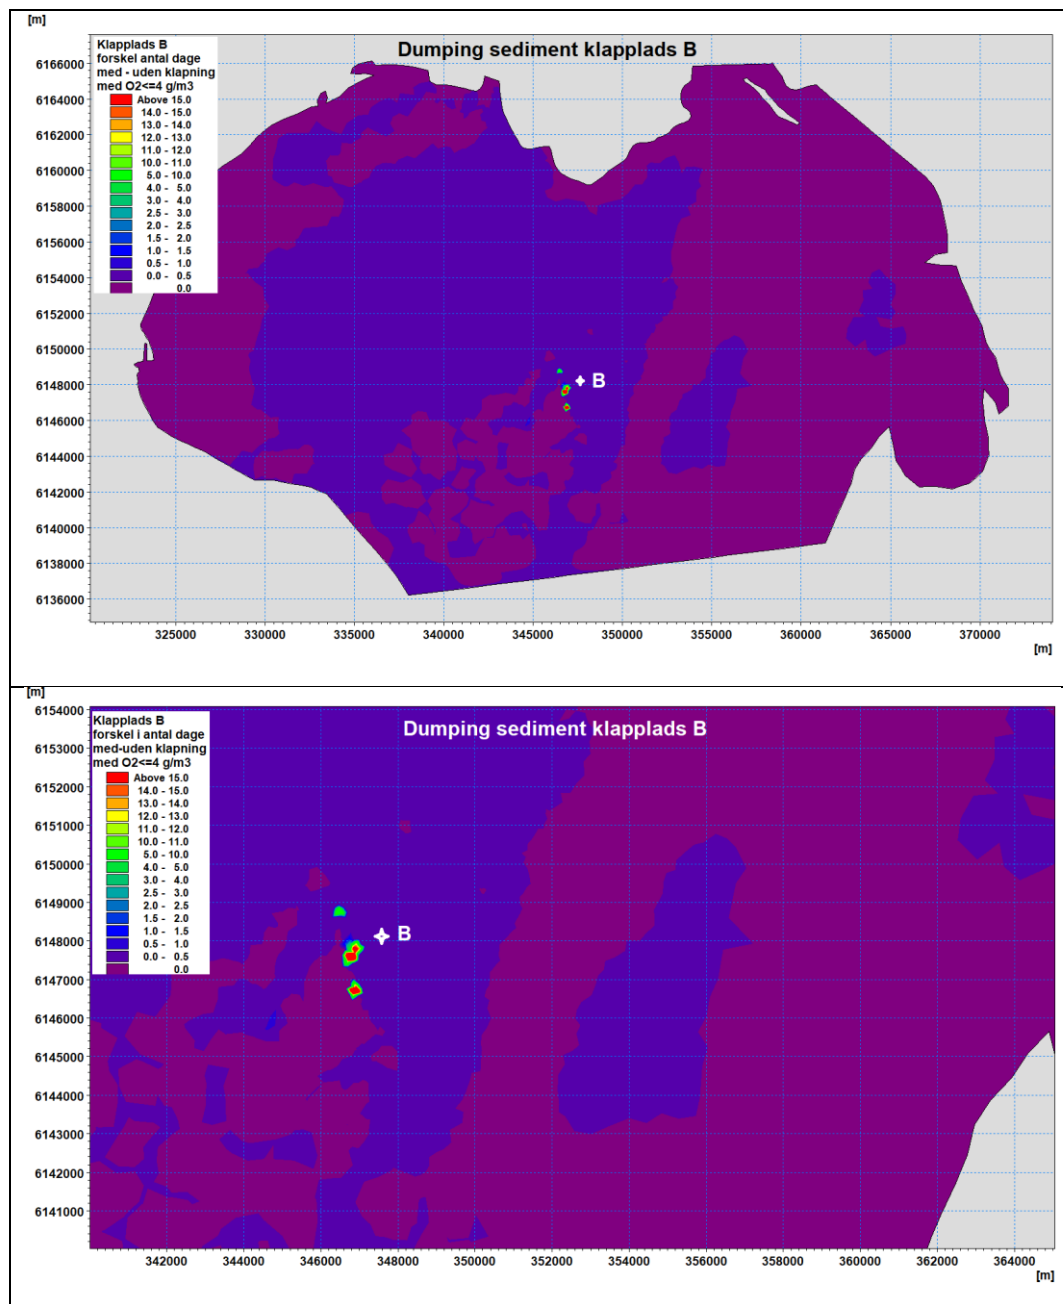 [m]
Dumping sediment klapplads B
Klapplads B
forskel antal dage
med - uden klapning
med O2<=4 g/m3
Above 15.0
14.0 - 15.0
13.0 - 14.0
12.0 - 13.0
11.0 - 12.0
10.0 - 11.0
5.0 - 10.0
4.0 - 5.0
3.0 - 4.0
2.5 - 3.0
2.0 - 2.5
1.5 - 2.0
1.0 - 1.5
0.5 - 1.0
0.0 - 0.5
0.0
6166000
6164000
6162000
6160000
6158000
6156000
6154000
6152000
6150000
6148000
6146000
6144000
6142000
6140000
6138000
6136000
B
325000 330000 335000 340000 345000 350000 355000 360000 365000 370000
[m]
[m]
Dumping sediment klapplads B
Klapplads B
forskel i antal dage
med-uden klapning
med O2<=4 g/m3
Above 15.0
14.0 - 15.0
13.0 - 14.0
12.0 - 13.0
11.0 - 12.0
10.0 - 11.0
5.0 - 10.0
4.0 - 5.0
3.0 - 4.0
2.5 - 3.0
2.0 - 2.5
1.5 - 2.0
1.0 - 1.5
0.5 - 1.0
0.0 - 0.5
0.0
6154000
6153000
6152000
6151000
6150000
6149000
6148000
6147000
6146000
6145000
6144000
6143000
6142000
6141000
B
342000 344000 346000 348000 350000 352000 354000 356000 358000 360000 362000 364000
[m]